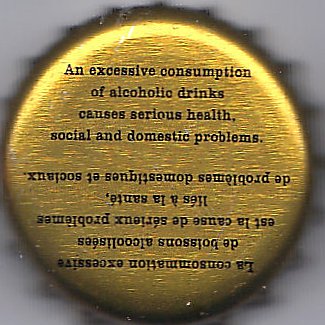 An excessive consumption
of alcoholic drinks
causes serious health,
social and domestic problems.
La consommation excessive
de boissons alcoolisées
est la cause de sérieux problèmes
liés à la santé,
de problèmes domestiques et sociaux.